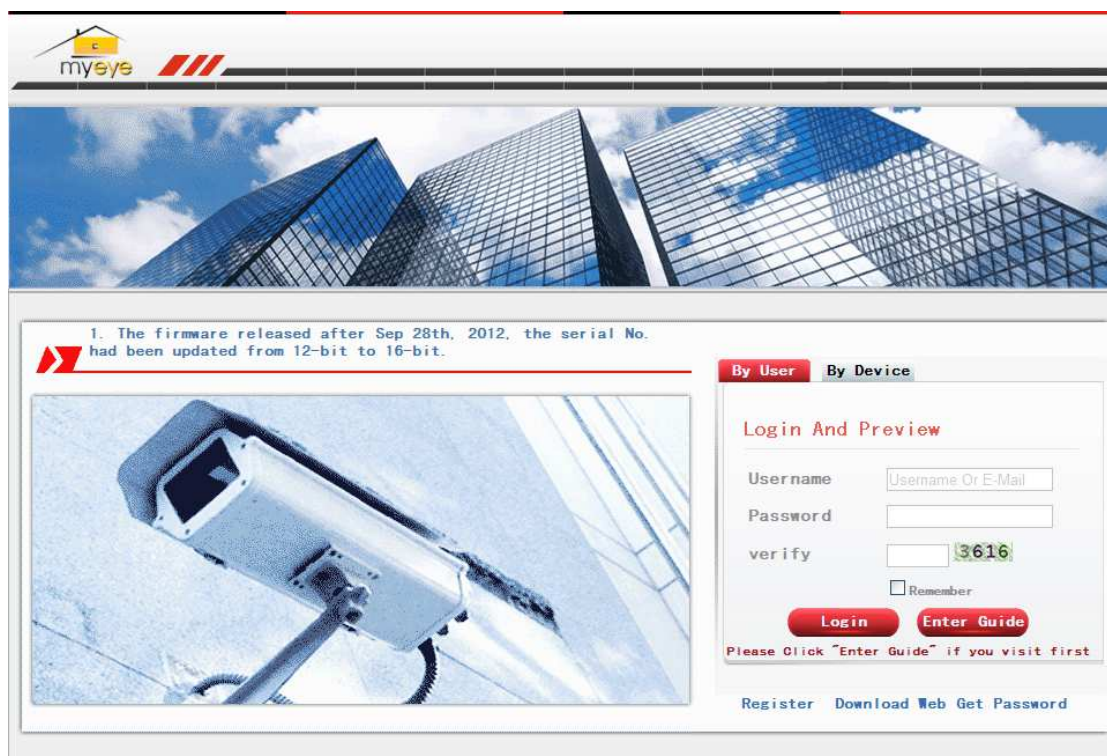 myeye
1. The firmware released after Sep 28th, 2012, the serial No.
had been updated from 12-bit to 16-bit.
By User By Device
Login And Preview
Username Username Or E-Mail
Password
verify 3616
Remember
Login Enter Guide
Please Click "Enter Guide" if you visit first
Register Download Web Get Password